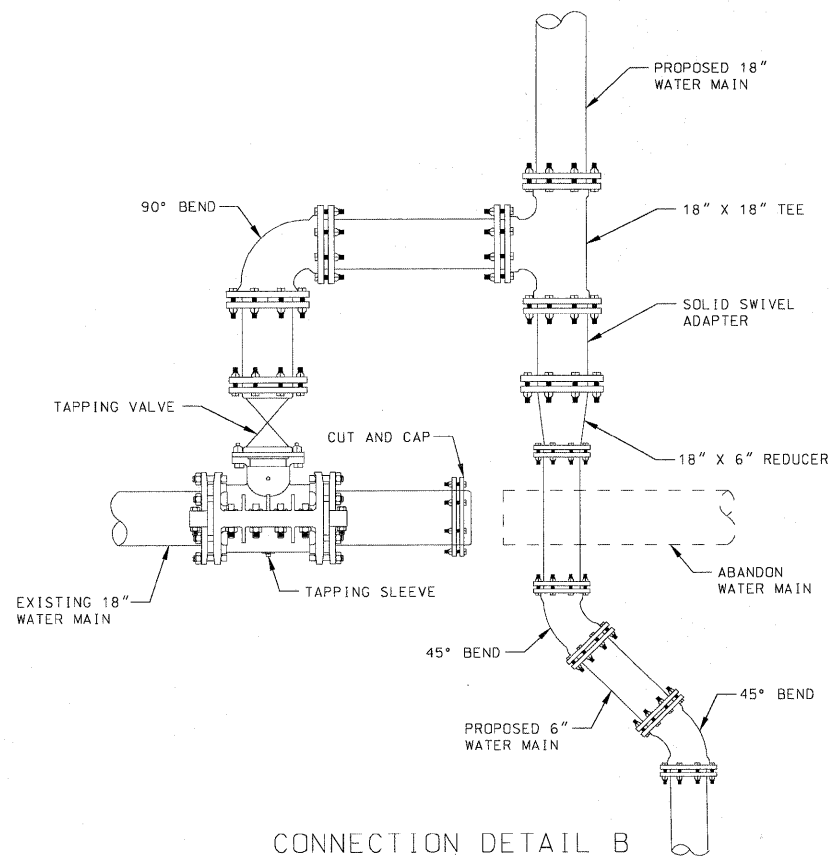 PROPOSED 18"
WATER MAIN
90° BEND
18" X 18" TEE
SOLID SWIVEL
ADAPTER
TAPPING VALVE
CUT AND CAP
18" X 6" REDUCER
ABANDON
WATER MAIN
TAPPING SLEEVE
EXISTING 18"
WATER MAIN
45° BEND
45° BEND
PROPOSED 6"
WATER MAIN
CONNECTION DETAIL B